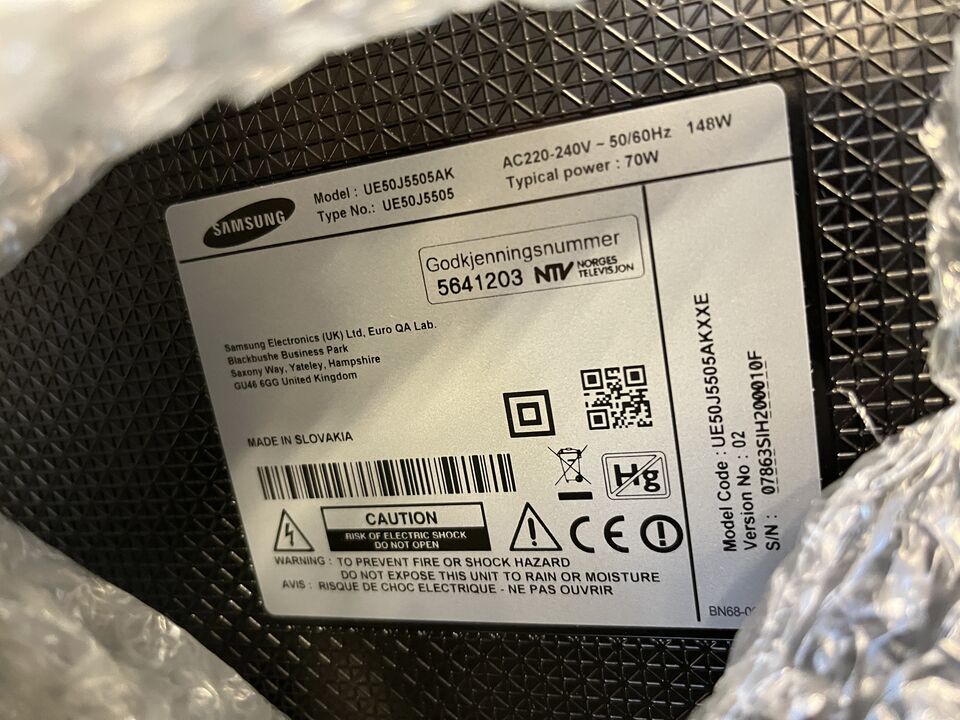 SAMSUNG
Model : UE50J5505AK
Type No.: UE50J5505
AC220-240V ~ 50/60Hz 148W
Typical power : 70W
Godkjenningsnummer
5641203 NTV NORGES TELEVISJON
Samsung Electronics (UK) Ltd, Euro QA Lab.
Blackbushe Business Park
Saxony Way, Yateley, Hampshire
GU46 6GG United Kingdom
MADE IN SLOVAKIA
Hg
CAUTION
RISK OF ELECTRIC SHOCK
DO NOT OPEN
CE
WARNING : TO PREVENT FIRE OR SHOCK HAZARD
DO NOT EXPOSE THIS UNIT TO RAIN OR MOISTURE
AVIS : RISQUE DE CHOC ELECTRIQUE - NE PAS OUVRIR
Model Code : UE50J5505AKXXE
Version No : 02
S/N : 07863SIH200010F